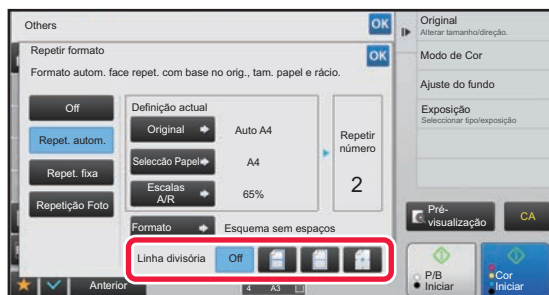 Others
OK
Repetir formato
OK
Formato autom. face repet. com base no orig., tam. papel e rácio.
Off
Repet. autom.
Repet. fixa
Repetição Foto
Definição actual
Original
Auto A4
Selecção Papel
A4
Escalas
A/R
65%
Repetir
número
2
Formato
Esquema sem espaços
Linha divisória
Off
Anterior
4 A3
Original
Alterar tamanho/direção.
Modo de Cor
Ajuste do fundo
Exposição
Seleccionar tipo/exposição
Pré-
visualização
CA
P/B
Iniciar
Cor
Iniciar